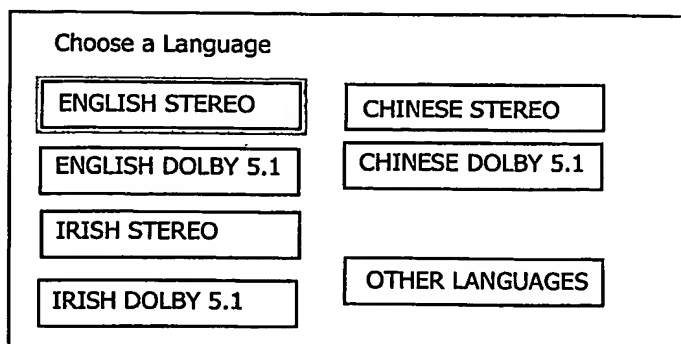 Choose a Language
ENGLISH STEREO
ENGLISH DOLBY 5.1
IRISH STEREO
IRISH DOLBY 5.1
CHINESE STEREO
CHINESE DOLBY 5.1
OTHER LANGUAGES